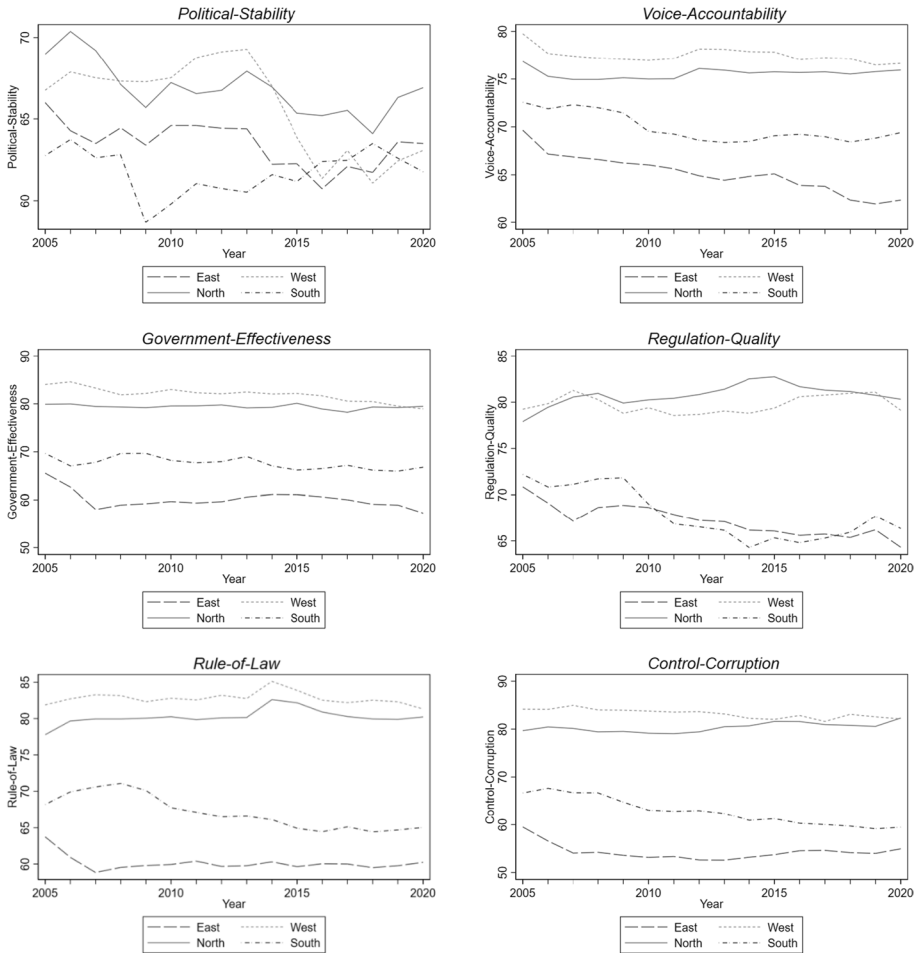 Political-Stability
Political-Stability
70
65
60
2005 2010 2015 2020
Year
East West
North South
Voice-Accountability
Voice-Accountability
80
75
70
65
60
2005 2010 2015 2020
Year
East West
North South
Government-Effectiveness
Government-Effectiveness
90
80
70
60
50
2005 2010 2015 2020
Year
East West
North South
Regulation-Quality
Regulation-Quality
85
80
75
70
65
2005 2010 2015 2020
Year
East West
North South
Rule-of-Law
Rule-of-Law
85
80
75
70
65
60
2005 2010 2015 2020
Year
East West
North South
Control-Corruption
Control-Corruption
90
80
70
60
50
2005 2010 2015 2020
Year
East West
North South